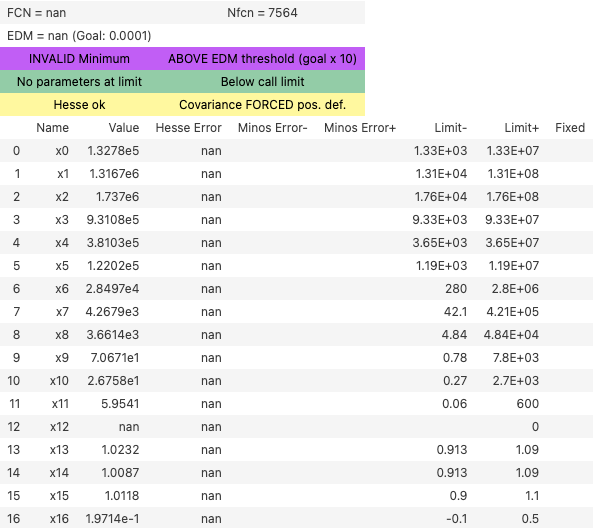 FCN = nan Nfcn = 7564
EDM = nan (Goal: 0.0001)
INVALID Minimum ABOVE EDM threshold (goal x 10)
No parameters at limit Below call limit
Hesse ok Covariance FORCED pos. def.
Name Value Hesse Error Minos Error- Minos Error+ Limit- Limit+ Fixed
0 x0 1.3278e5 nan 1.33E+03 1.33E+07
1 x1 1.3167e6 nan 1.31E+04 1.31E+08
2 x2 1.737e6 nan 1.76E+04 1.76E+08
3 x3 9.3108e5 nan 9.33E+03 9.33E+07
4 x4 3.8103e5 nan 3.65E+03 3.65E+07
5 x5 1.2202e5 nan 1.19E+03 1.19E+07
6 x6 2.8497e4 nan 280 2.8E+06
7 x7 4.2679e3 nan 42.1 4.21E+05
8 x8 3.6614e3 nan 4.84 4.84E+04
9 x9 7.0671e1 nan 0.78 7.8E+03
10 x10 2.6758e1 nan 0.27 2.7E+03
11 x11 5.9541 nan 0.06 600
12 x12 nan nan 0
13 x13 1.0232 nan 0.913 1.09
14 x14 1.0087 nan 0.913 1.09
15 x15 1.0118 nan 0.9 1.1
16 x16 1.9714e-1 nan -0.1 0.5